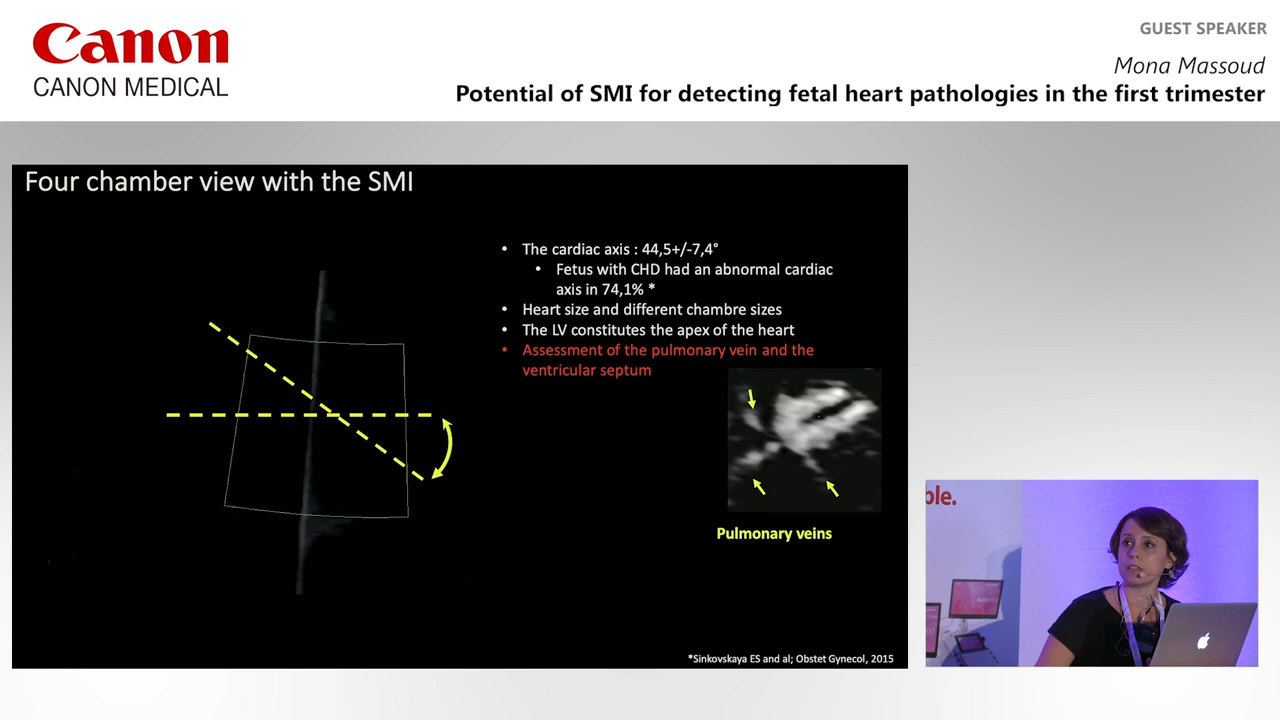 Canon
CANON MEDICAL
GUEST SPEAKER
Mona Massoud
Potential of SMI for detecting fetal heart pathologies in the first trimester
Four chamber view with the SMI
• The cardiac axis : 44,5+/-7,4°
• Fetus with CHD had an abnormal cardiac
axis in 74,1% *
• Heart size and different chambre sizes
• The LV constitutes the apex of the heart
• Assessment of the pulmonary vein and the
ventricular septum
Pulmonary veins
*Sinkovskaya ES and al; Obstet Gynecol, 2015
ble.